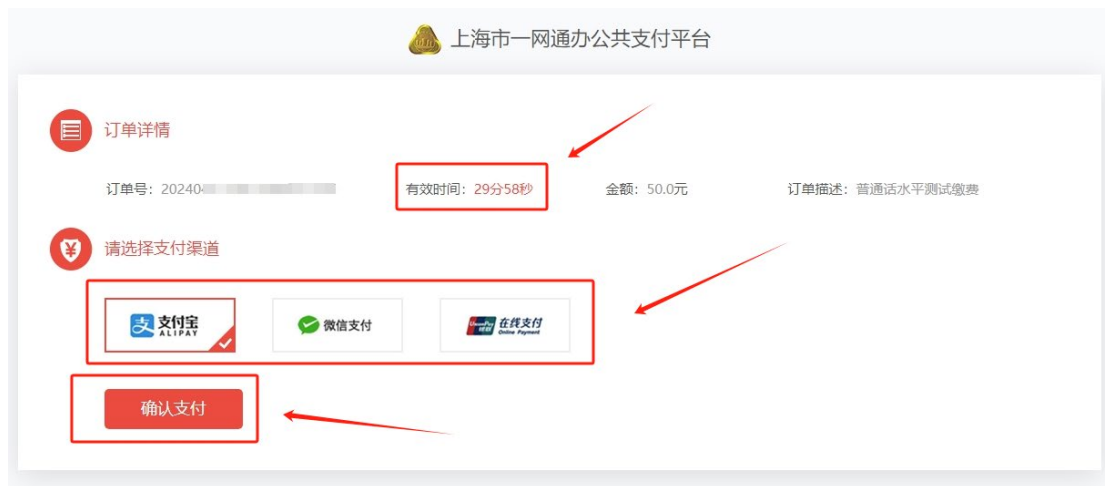 上海市一网通办公共支付平台
订单详情
订单号：20240 有效时间：29分58秒 金额：50.0元 订单描述：普通话水平测试缴费
请选择支付渠道
支付宝 微信支付 UnionPay 银联 在线支付
ALIPAY Online Payment
确认支付